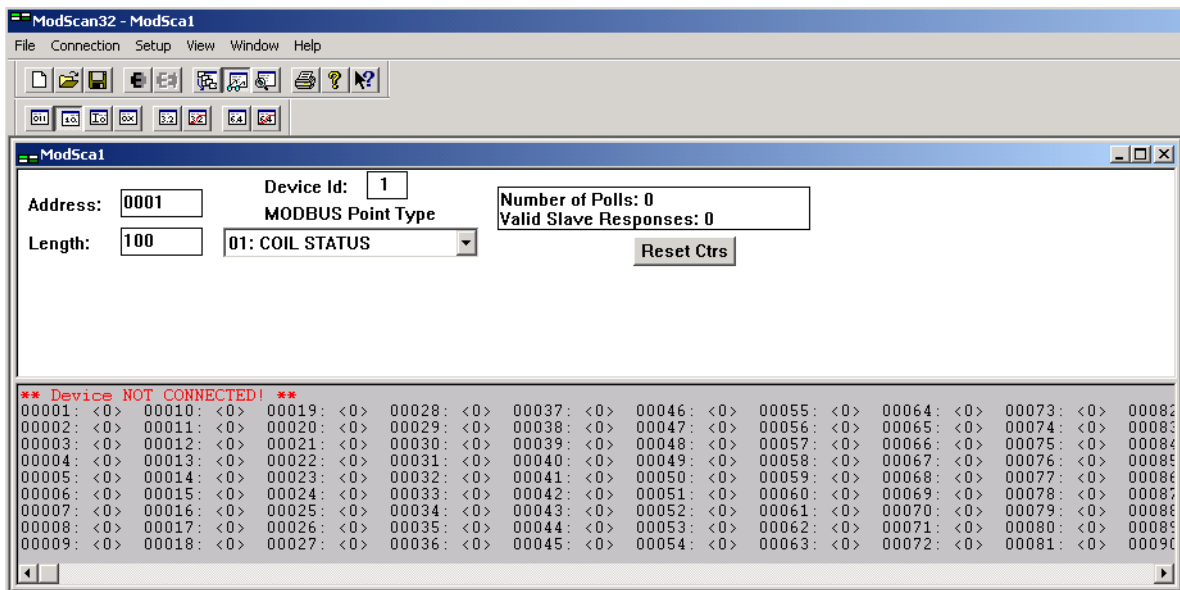 ModScan32 - ModSca1
File Connection Setup View Window Help
ModSca1
Address: 0001
Device Id: 1
MODBUS Point Type
Length: 100
01: COIL STATUS
Number of Polls: 0
Valid Slave Responses: 0
Reset Ctrs
** Device NOT CONNECTED! **
00001: <0> 00010: <0> 00019: <0> 00028: <0> 00037: <0> 00046: <0> 00055: <0> 00064: <0> 00073: <0> 00082
00002: <0> 00011: <0> 00020: <0> 00029: <0> 00038: <0> 00047: <0> 00056: <0> 00065: <0> 00074: <0> 00083
00003: <0> 00012: <0> 00021: <0> 00030: <0> 00039: <0> 00048: <0> 00057: <0> 00066: <0> 00075: <0> 00084
00004: <0> 00013: <0> 00022: <0> 00031: <0> 00040: <0> 00049: <0> 00058: <0> 00067: <0> 00076: <0> 00085
00005: <0> 00014: <0> 00023: <0> 00032: <0> 00041: <0> 00050: <0> 00059: <0> 00068: <0> 00077: <0> 00086
00006: <0> 00015: <0> 00024: <0> 00033: <0> 00042: <0> 00051: <0> 00060: <0> 00069: <0> 00078: <0> 00087
00007: <0> 00016: <0> 00025: <0> 00034: <0> 00043: <0> 00052: <0> 00061: <0> 00070: <0> 00079: <0> 00088
00008: <0> 00017: <0> 00026: <0> 00035: <0> 00044: <0> 00053: <0> 00062: <0> 00071: <0> 00080: <0> 00089
00009: <0> 00018: <0> 00027: <0> 00036: <0> 00045: <0> 00054: <0> 00063: <0> 00072: <0> 00081: <0> 00090